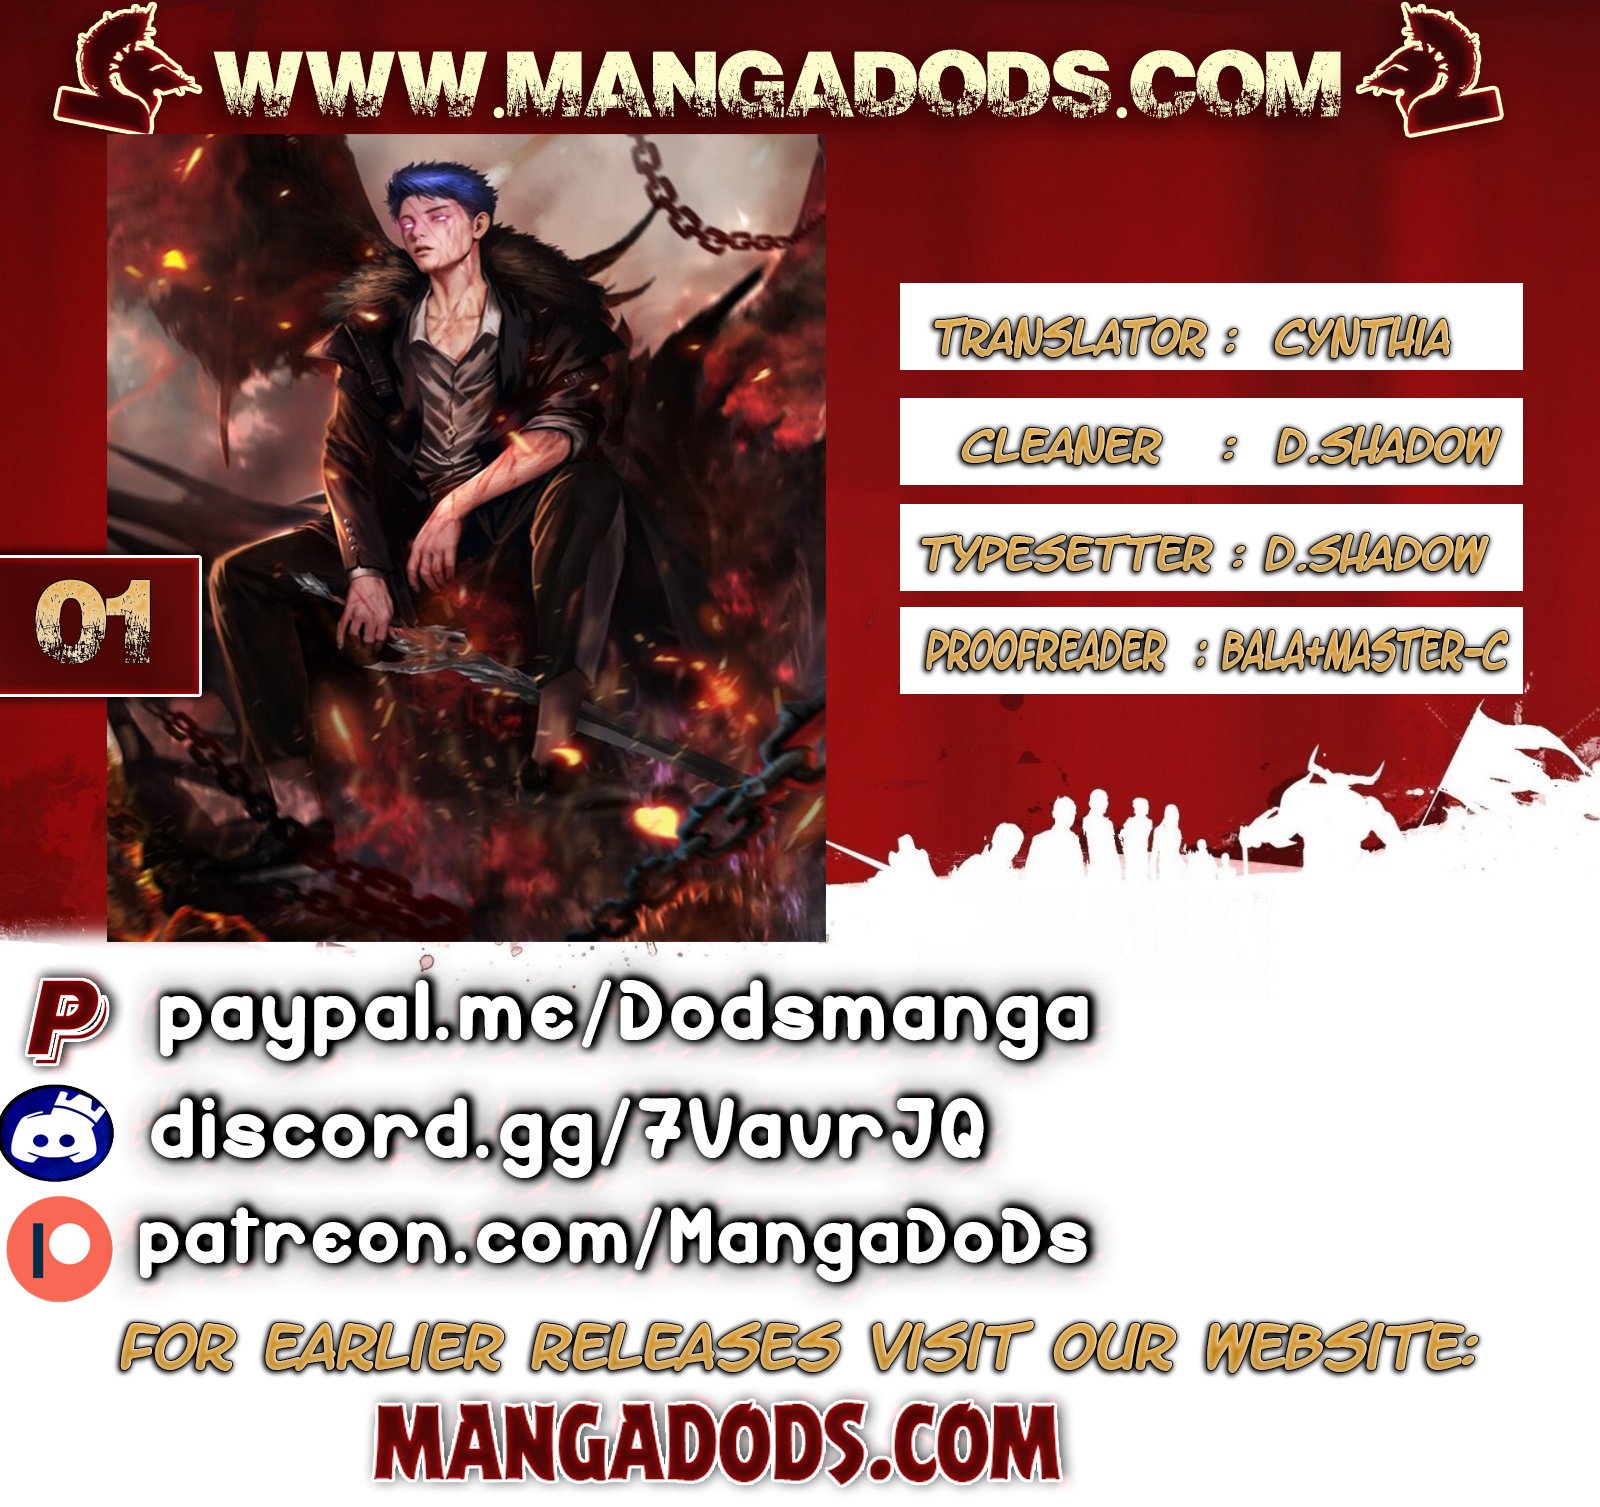 WWW.MANGADODS.COM
TRANSLATOR : CYNTHIA
CLEANER : D.SHADOW
TYPESETTER : D.SHADOW
PROOFREADER : BALA+MASTER-C
01
paypal.me/Dodsmanga
discord.gg/7VavrJQ
patreon.com/MangaDoDs
FOR EARLIER RELEASES VISIT OUR WEBSITE:
MANGADODS.COM